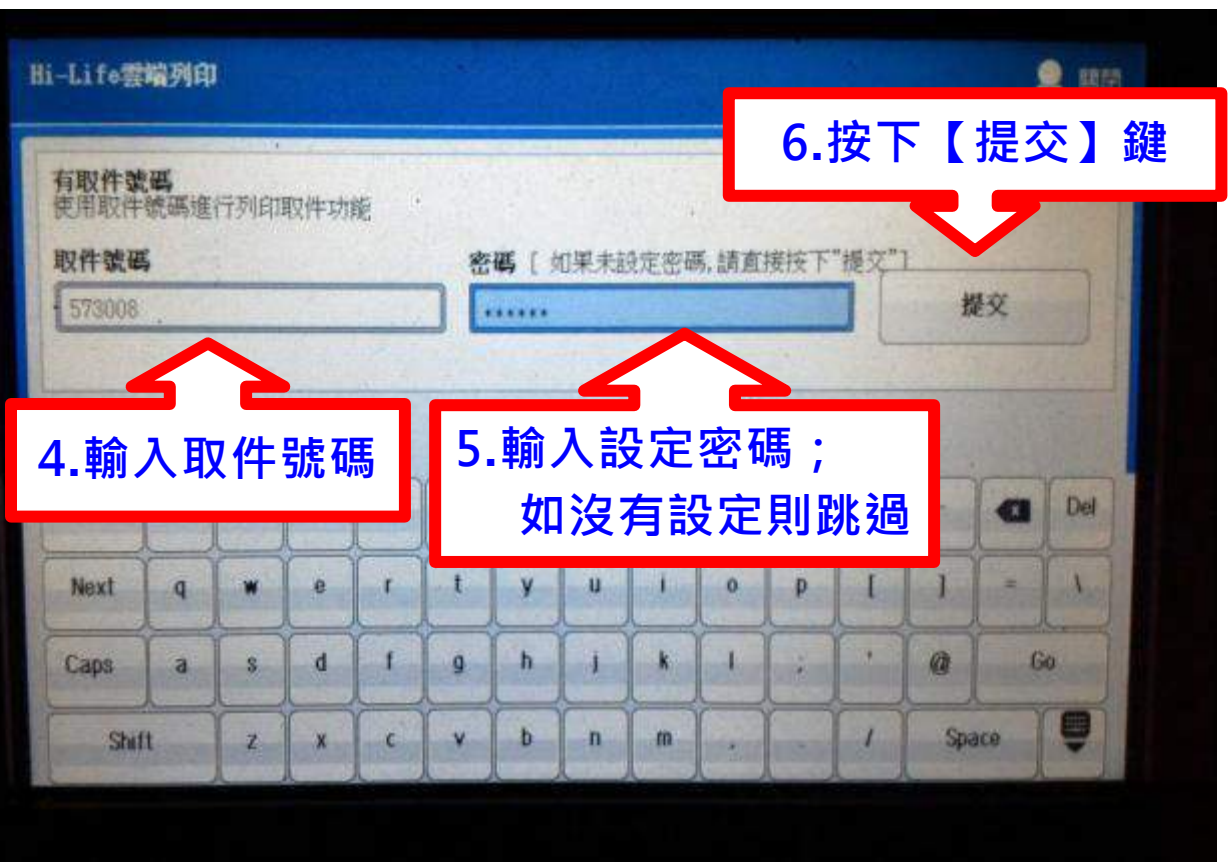 Hi-Life雲端列印
關閉
6.按下【提交】鍵
有取件號碼
使用取件號碼進行列印取件功能
取件號碼
密碼 [ 如果未設定密碼,請直接按下"提交"]
573008
••••••
提交
4.輸入取件號碼
5.輸入設定密碼；
如沒有設定則跳過
Del
Next q w e r t y u i o p [ ] = \
Caps a s d f g h j k l ; ' @ Go
Shift z x c v b n m , . / Space